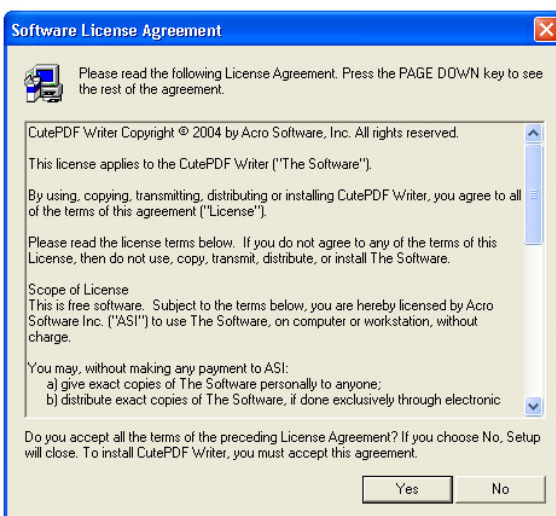 Software License Agreement
Please read the following License Agreement. Press the PAGE DOWN key to see
the rest of the agreement.
CutePDF Writer Copyright © 2004 by Acro Software, Inc. All rights reserved.
This license applies to the CutePDF Writer ("The Software").
By using, copying, transmitting, distributing or installing CutePDF Writer, you agree to all
of the terms of this agreement ("License").
Please read the license terms below.  If you do not agree to any of the terms of this
License, then do not use, copy, transmit, distribute, or install The Software.
Scope of License
This is free software.  Subject to the terms below, you are hereby licensed by Acro
Software Inc. ("ASI") to use The Software, on computer or workstation, without
charge.
You may, without making any payment to ASI:
a) give exact copies of The Software personally to anyone;
b) distribute exact copies of The Software, if done exclusively through electronic
Do you accept all the terms of the preceding License Agreement? If you choose No, Setup
will close. To install CutePDF Writer, you must accept this agreement.
Yes
No